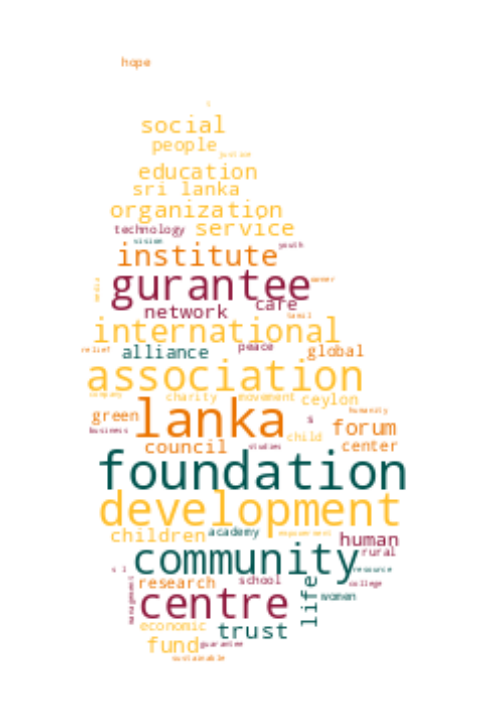 hope
social
people
justice
education
sri lanka
organization
technology service
vision
youth
institute
gurantee
women
media
care
network
tamil
international
relief alliance peace global
association
company charity movement ceylon
humanity
green lanka s forum
business
child
council studies center
foundation
development
children academy empowerment
human
rural
community
s l resource
research school college
management
life
women
centre
economic trust
fund guarantee
sustainable